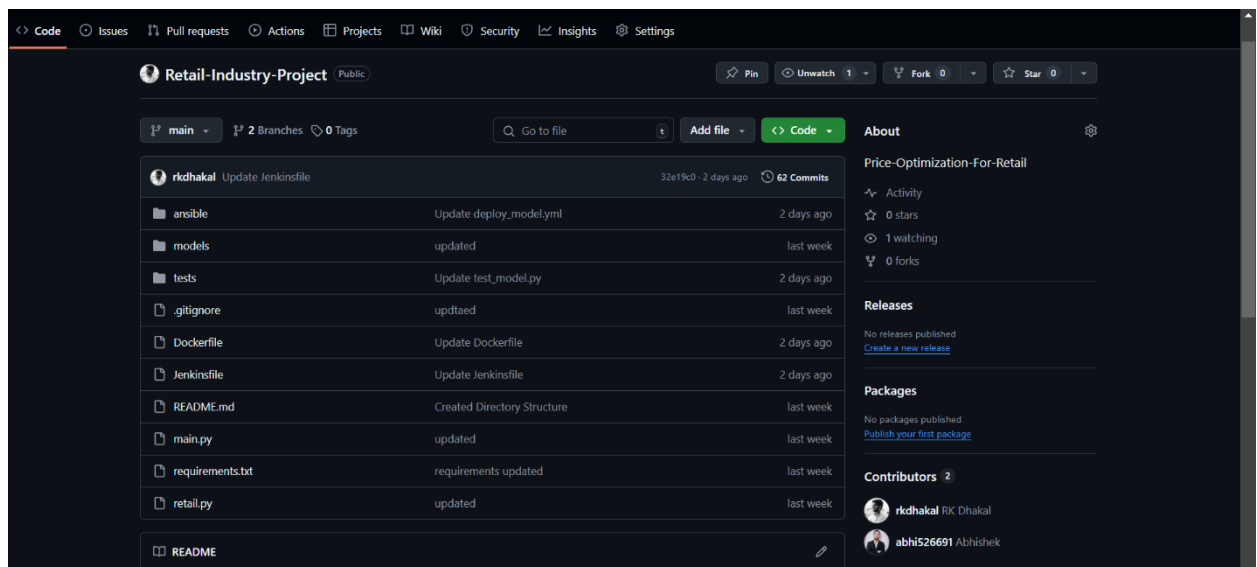 Code Issues Pull requests Actions Projects Wiki Security Insights Settings
Retail-Industry-Project Public Pin Unwatch 1 Fork 0 Star 0
main 2 Branches 0 Tags Go to file t Add file Code
rkdhakal Update Jenkinsfile 32e19c0 · 2 days ago 62 Commits
ansible Update deploy_model.yml 2 days ago
models updated last week
tests Update test_model.py 2 days ago
.gitignore updtaed last week
Dockerfile Update Dockerfile 2 days ago
Jenkinsfile Update Jenkinsfile 2 days ago
README.md Created Directory Structure last week
main.py updated last week
requirements.txt requirements updated last week
retail.py updated last week
README
About
Price-Optimization-For-Retail
Activity
0 stars
1 watching
0 forks
Releases
No releases published
Create a new release
Packages
No packages published
Publish your first package
Contributors 2
rkdhakal RK Dhakal
abhi526691 Abhishek